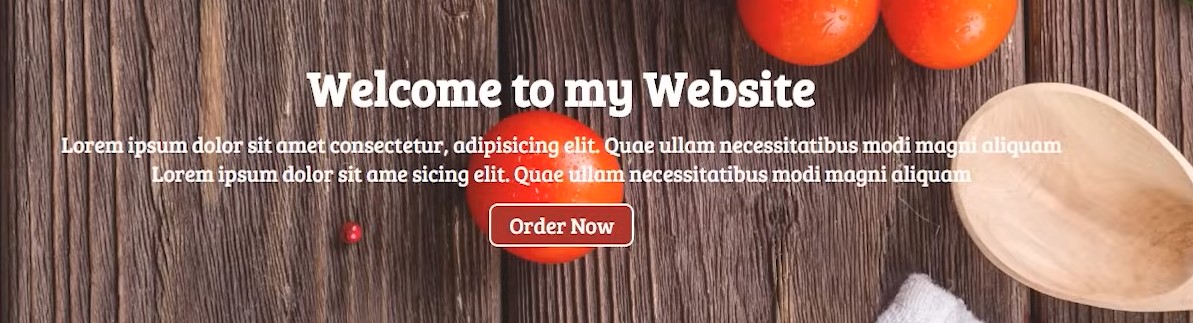 Welcome to my Website
Lorem ipsum dolor sit amet consectetur, adipisicing elit. Quae ullam necessitatibus modi magni aliquam
Lorem ipsum dolor sit ame sicing elit. Quae ullam necessitatibus modi magni aliquam
Order Now